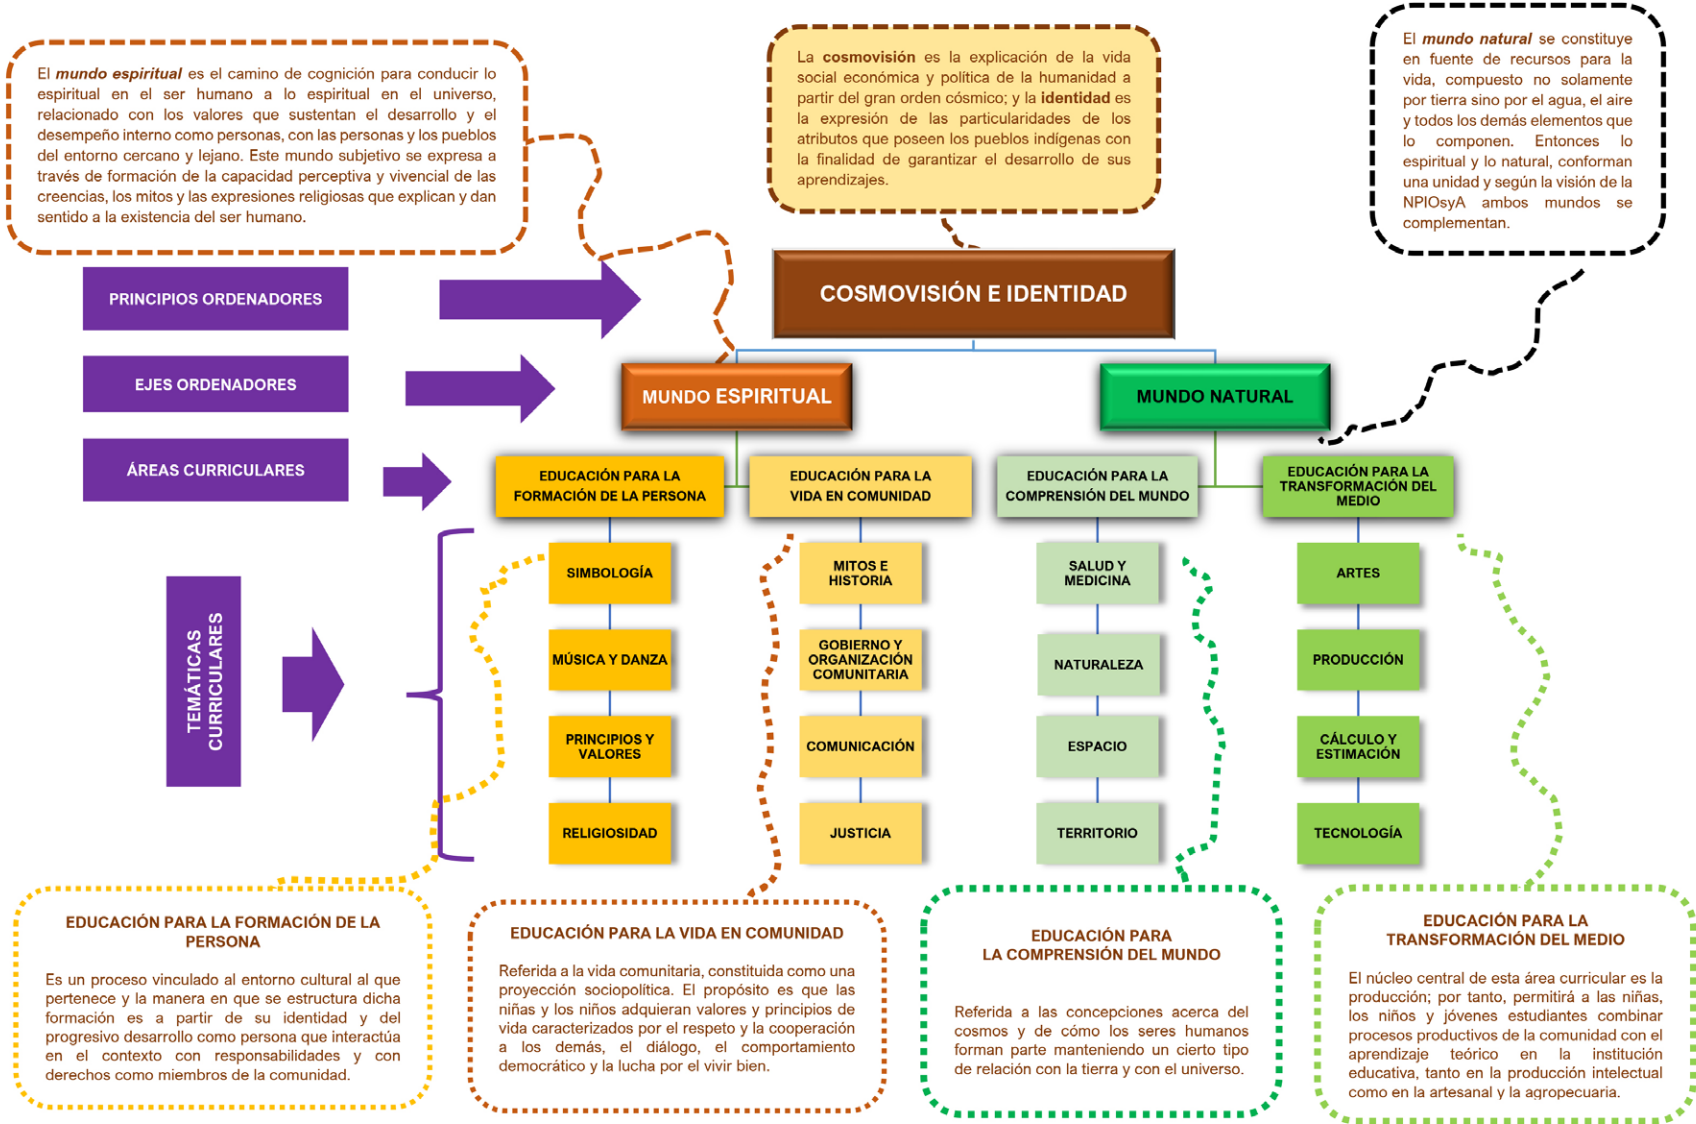 El mundo espiritual es el camino de cognición para conducir lo
espiritual en el ser humano a lo espiritual en el universo,
relacionado con los valores que sustentan el desarrollo y el
desempeño interno como personas, con las personas y los pueblos
del entorno cercano y lejano. Este mundo subjetivo se expresa a
través de formación de la capacidad perceptiva y vivencial de las
creencias, los mitos y las expresiones religiosas que explican y dan
sentido a la existencia del ser humano.
La cosmovisión es la explicación de la vida
social económica y política de la humanidad a
partir del gran orden cósmico; y la identidad es
la expresión de las particularidades de los
atributos que poseen los pueblos indígenas con
la finalidad de garantizar el desarrollo de sus
aprendizajes.
El mundo natural se constituye
en fuente de recursos para la
vida, compuesto no solamente
por tierra sino por el agua, el aire
y todos los demás elementos que
lo componen. Entonces lo
espiritual y lo natural, conforman
una unidad y según la visión de la
NPIOsyA ambos mundos se
complementan.
PRINCIPIOS ORDENADORES
COSMOVISIÓN E IDENTIDAD
EJES ORDENADORES
MUNDO ESPIRITUAL
MUNDO NATURAL
ÁREAS CURRICULARES
EDUCACIÓN PARA LA
FORMACIÓN DE LA PERSONA
EDUCACIÓN PARA LA
VIDA EN COMUNIDAD
EDUCACIÓN PARA LA
COMPRENSIÓN DEL MUNDO
EDUCACIÓN PARA LA
TRANSFORMACIÓN DEL
MEDIO
TEMÁTICAS
CURRICULARES
SIMBOLOGÍA
MÚSICA Y DANZA
PRINCIPIOS Y
VALORES
RELIGIOSIDAD
MITOS E
HISTORIA
GOBIERNO Y
ORGANIZACIÓN
COMUNITARIA
COMUNICACIÓN
JUSTICIA
SALUD Y
MEDICINA
NATURALEZA
ESPACIO
TERRITORIO
ARTES
PRODUCCIÓN
CÁLCULO Y
ESTIMACIÓN
TECNOLOGÍA
EDUCACIÓN PARA LA FORMACIÓN DE LA
PERSONA
Es un proceso vinculado al entorno cultural al que
pertenece y la manera en que se estructura dicha
formación es a partir de su identidad y del
progresivo desarrollo como persona que interactúa
en el contexto con responsabilidades y con
derechos como miembros de la comunidad.
EDUCACIÓN PARA LA VIDA EN COMUNIDAD
Referida a la vida comunitaria, constituida como una
proyección sociopolítica. El propósito es que las
niñas y los niños adquieran valores y principios de
vida caracterizados por el respeto y la cooperación
a los demás, el diálogo, el comportamiento
democrático y la lucha por el vivir bien.
EDUCACIÓN PARA
LA COMPRENSIÓN DEL MUNDO
Referida a las concepciones acerca del
cosmos y de cómo los seres humanos
forman parte manteniendo un cierto tipo
de relación con la tierra y con el universo.
EDUCACIÓN PARA LA
TRANSFORMACIÓN DEL MEDIO
El núcleo central de esta área curricular es la
producción; por tanto, permitirá a las niñas,
los niños y jóvenes estudiantes combinar
procesos productivos de la comunidad con el
aprendizaje teórico en la institución
educativa, tanto en la producción intelectual
como en la artesanal y la agropecuaria.